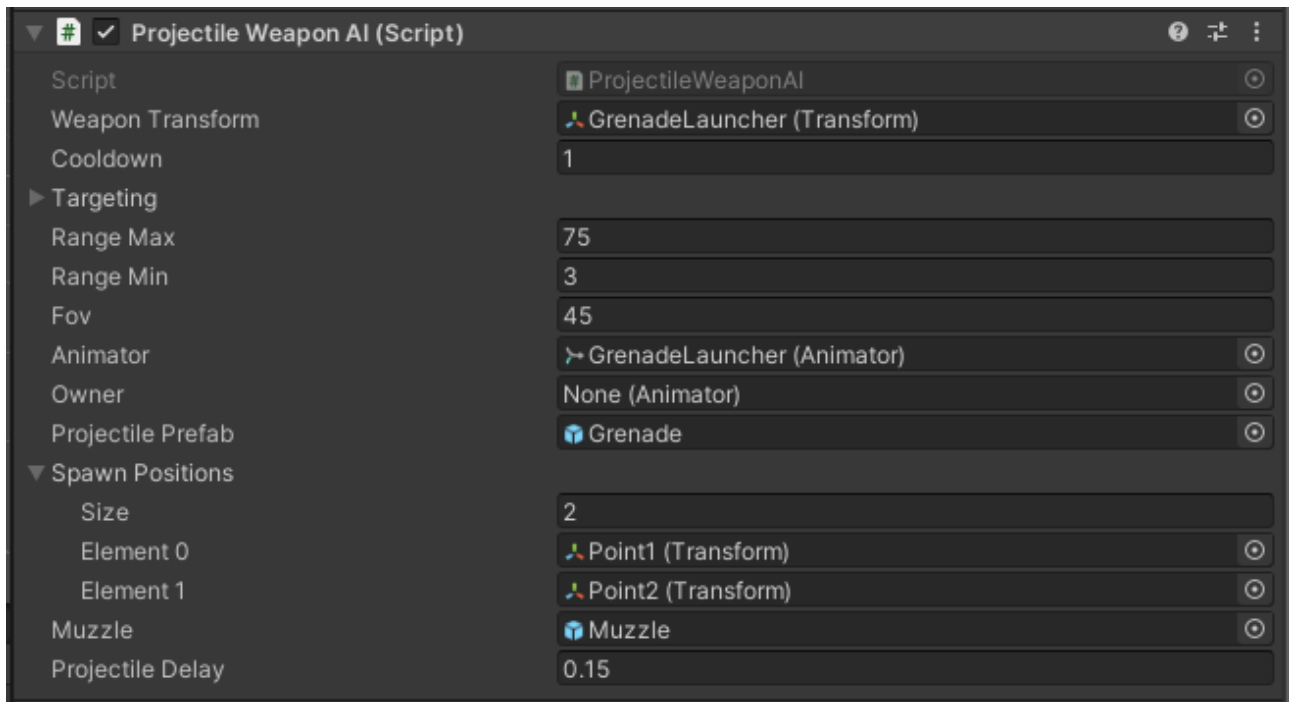 # Projectile Weapon AI (Script)
Script # ProjectileWeaponAI
Weapon Transform GrenadeLauncher (Transform)
Cooldown 1
Targeting
Range Max 75
Range Min 3
Fov 45
Animator GrenadeLauncher (Animator)
Owner None (Animator)
Projectile Prefab Grenade
Spawn Positions
Size 2
Element 0 Point1 (Transform)
Element 1 Point2 (Transform)
Muzzle Muzzle
Projectile Delay 0.15